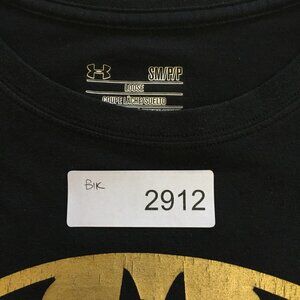 SM/P/P
LOOSE
COUPE LÂCHE/SUELTO
BIK
2912